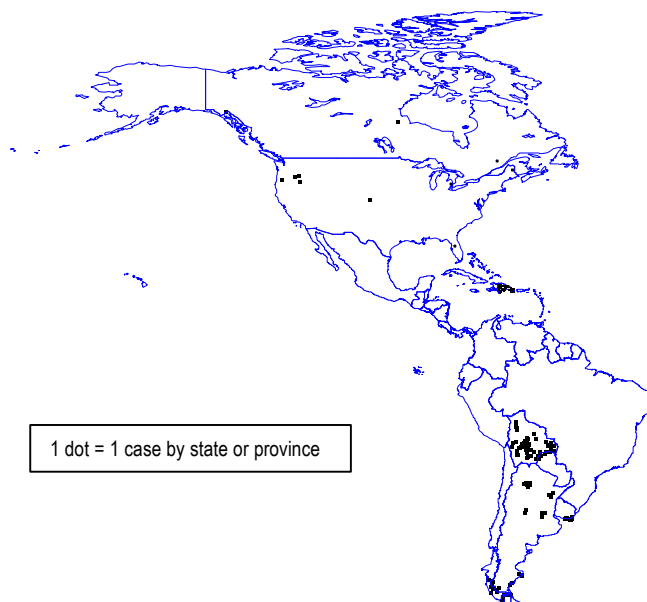 1 dot = 1 case by state or province